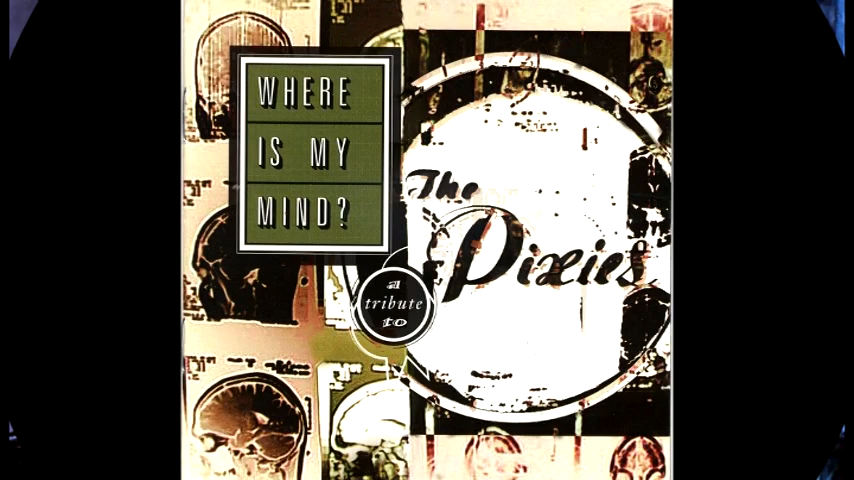 WHERE
IS MY
MIND?
a
tribute
to
The
Pixies